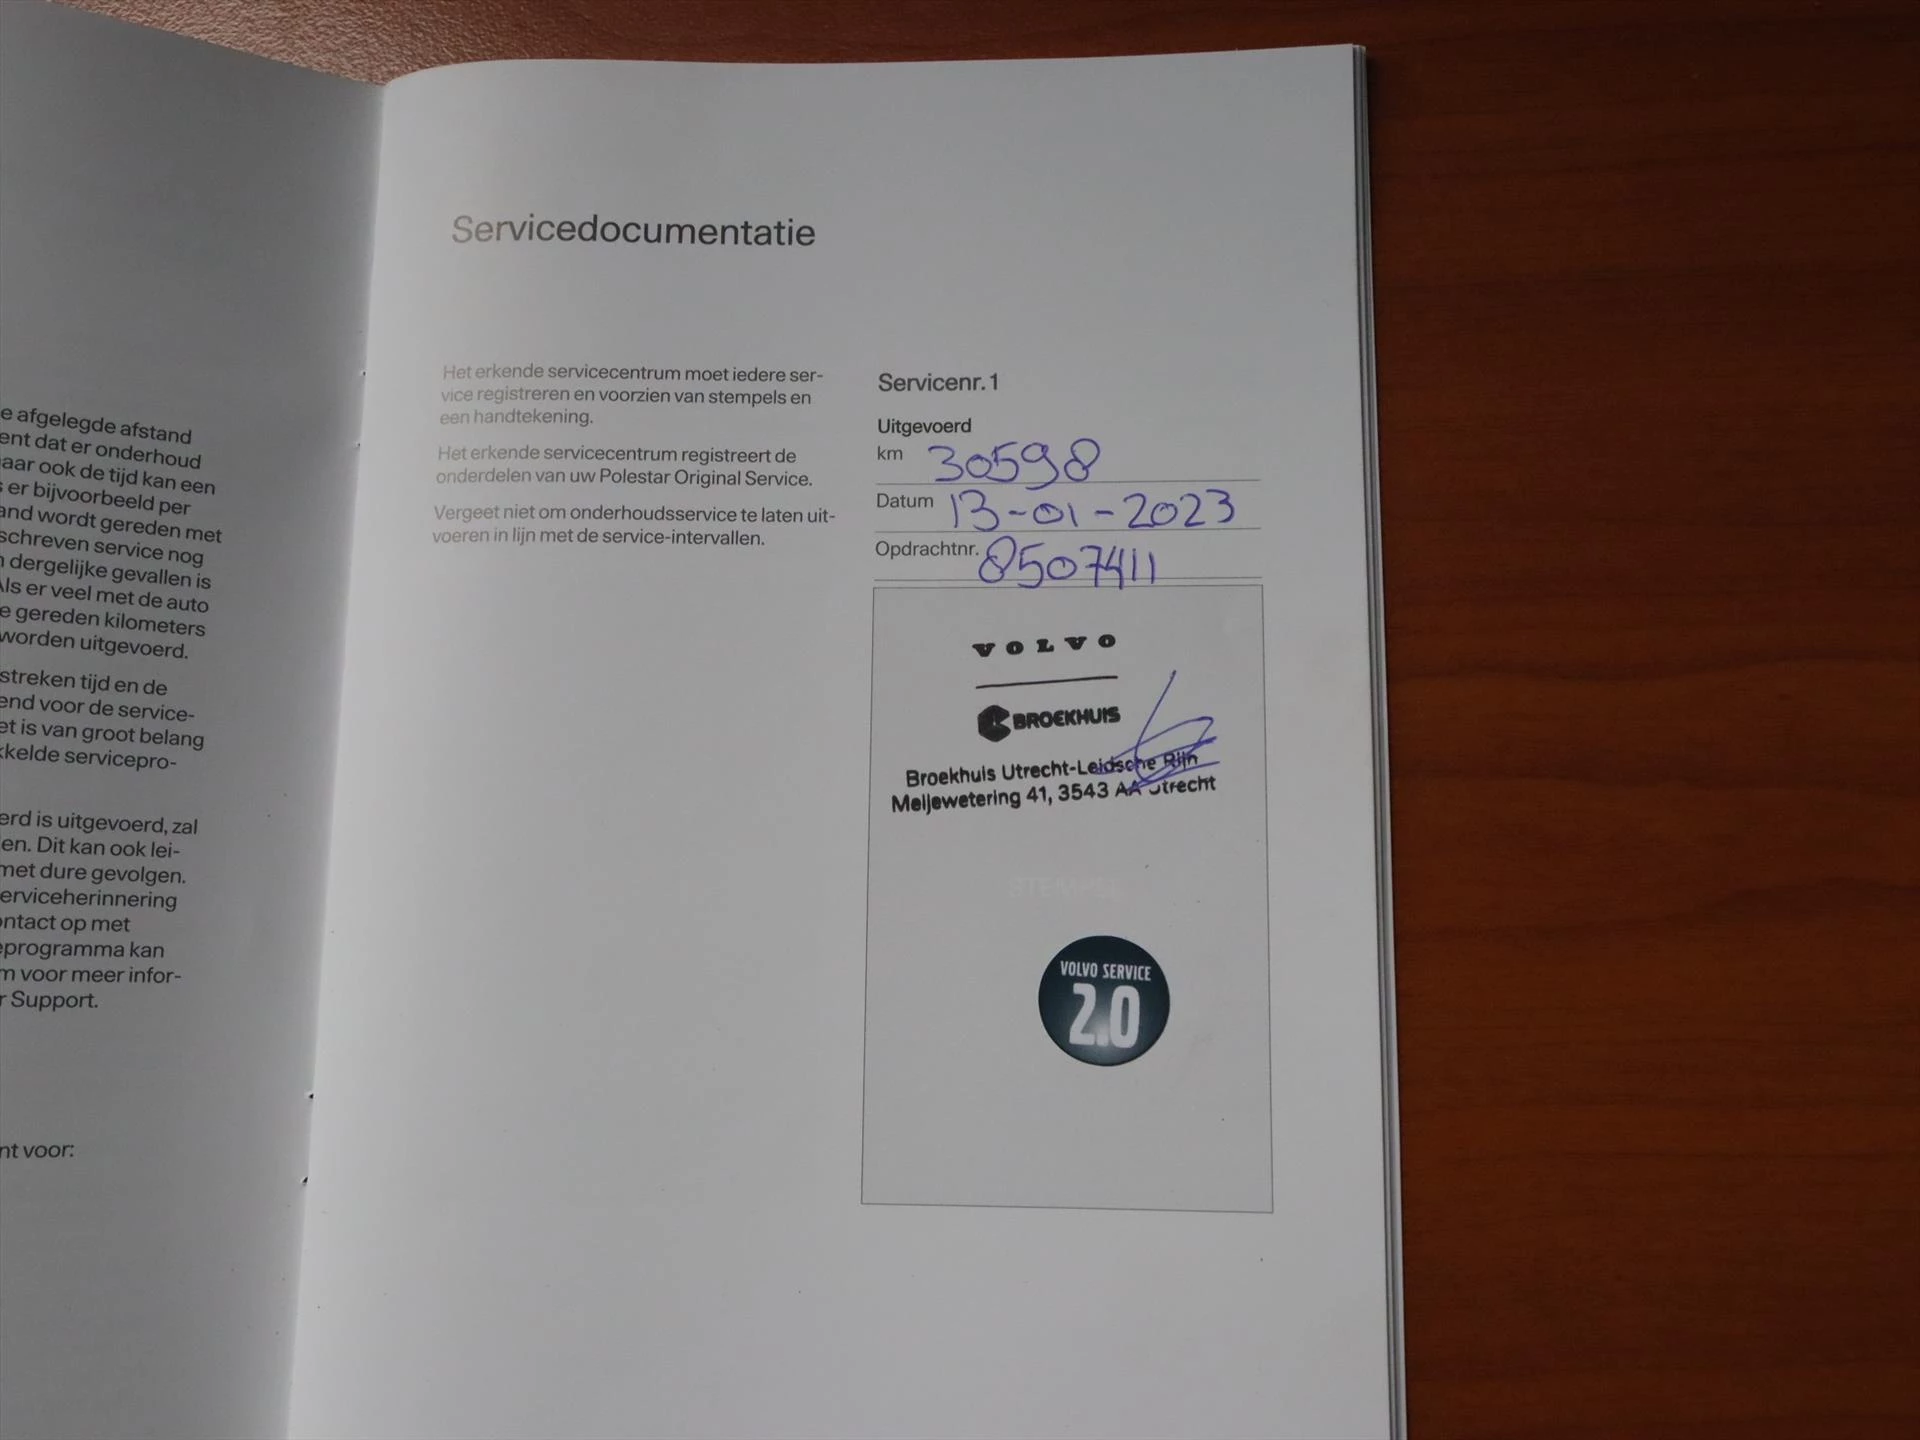 e afgelegde afstand
ent dat er onderhoud
aar ook de tijd kan een
s er bijvoorbeeld per
and wordt gereden met
schreven service nog
n dergelijke gevallen is
Als er veel met de auto
e gereden kilometers
worden uitgevoerd.
streken tijd en de
end voor de service-
et is van groot belang
kkelde servicepro-
erd is uitgevoerd, zal
en. Dit kan ook lei-
met dure gevolgen.
erviceherinnering
ontact op met
eprogramma kan
m voor meer infor-
r Support.
nt voor:
Servicedocumentatie
Het erkende servicecentrum moet iedere ser-
vice registreren en voorzien van stempels en
een handtekening.
Het erkende servicecentrum registreert de
onderdelen van uw Polestar Original Service.
Vergeet niet om onderhoudsservice te laten uit-
voeren in lijn met de service-intervallen.
Servicenr. 1
Uitgevoerd
km 30598
Datum 13-01-2023
Opdrachtnr. 8507411
VOLVO
BROEKHUIS
Broekhuis Utrecht-Leidsche Rijn
Meijewetering 41, 3543 AA Utrecht
STEMPEL
VOLVO SERVICE
2.0